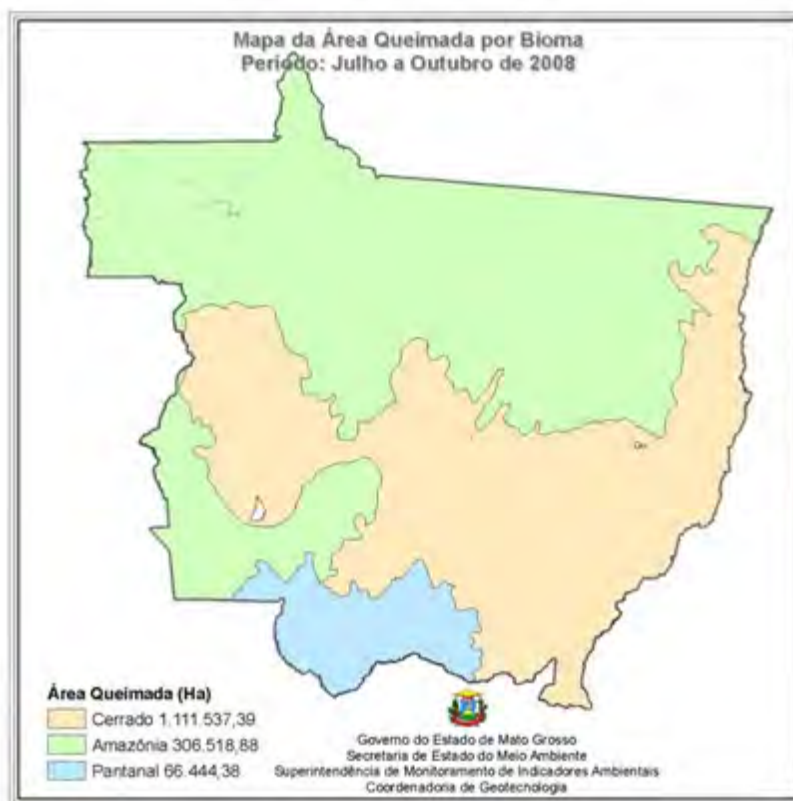 Mapa da Área Queimada por Bioma
Período: Julho a Outubro de 2008
Área Queimada (Ha)
Cerrado 1.111.537,39
Amazônia 306.518,88
Pantanal 66.444,38
Governo do Estado de Mato Grosso
Secretaria de Estado do Meio Ambiente
Superintendência de Monitoramento de Indicadores Ambientais
Coordenadoria de Geotecnologia